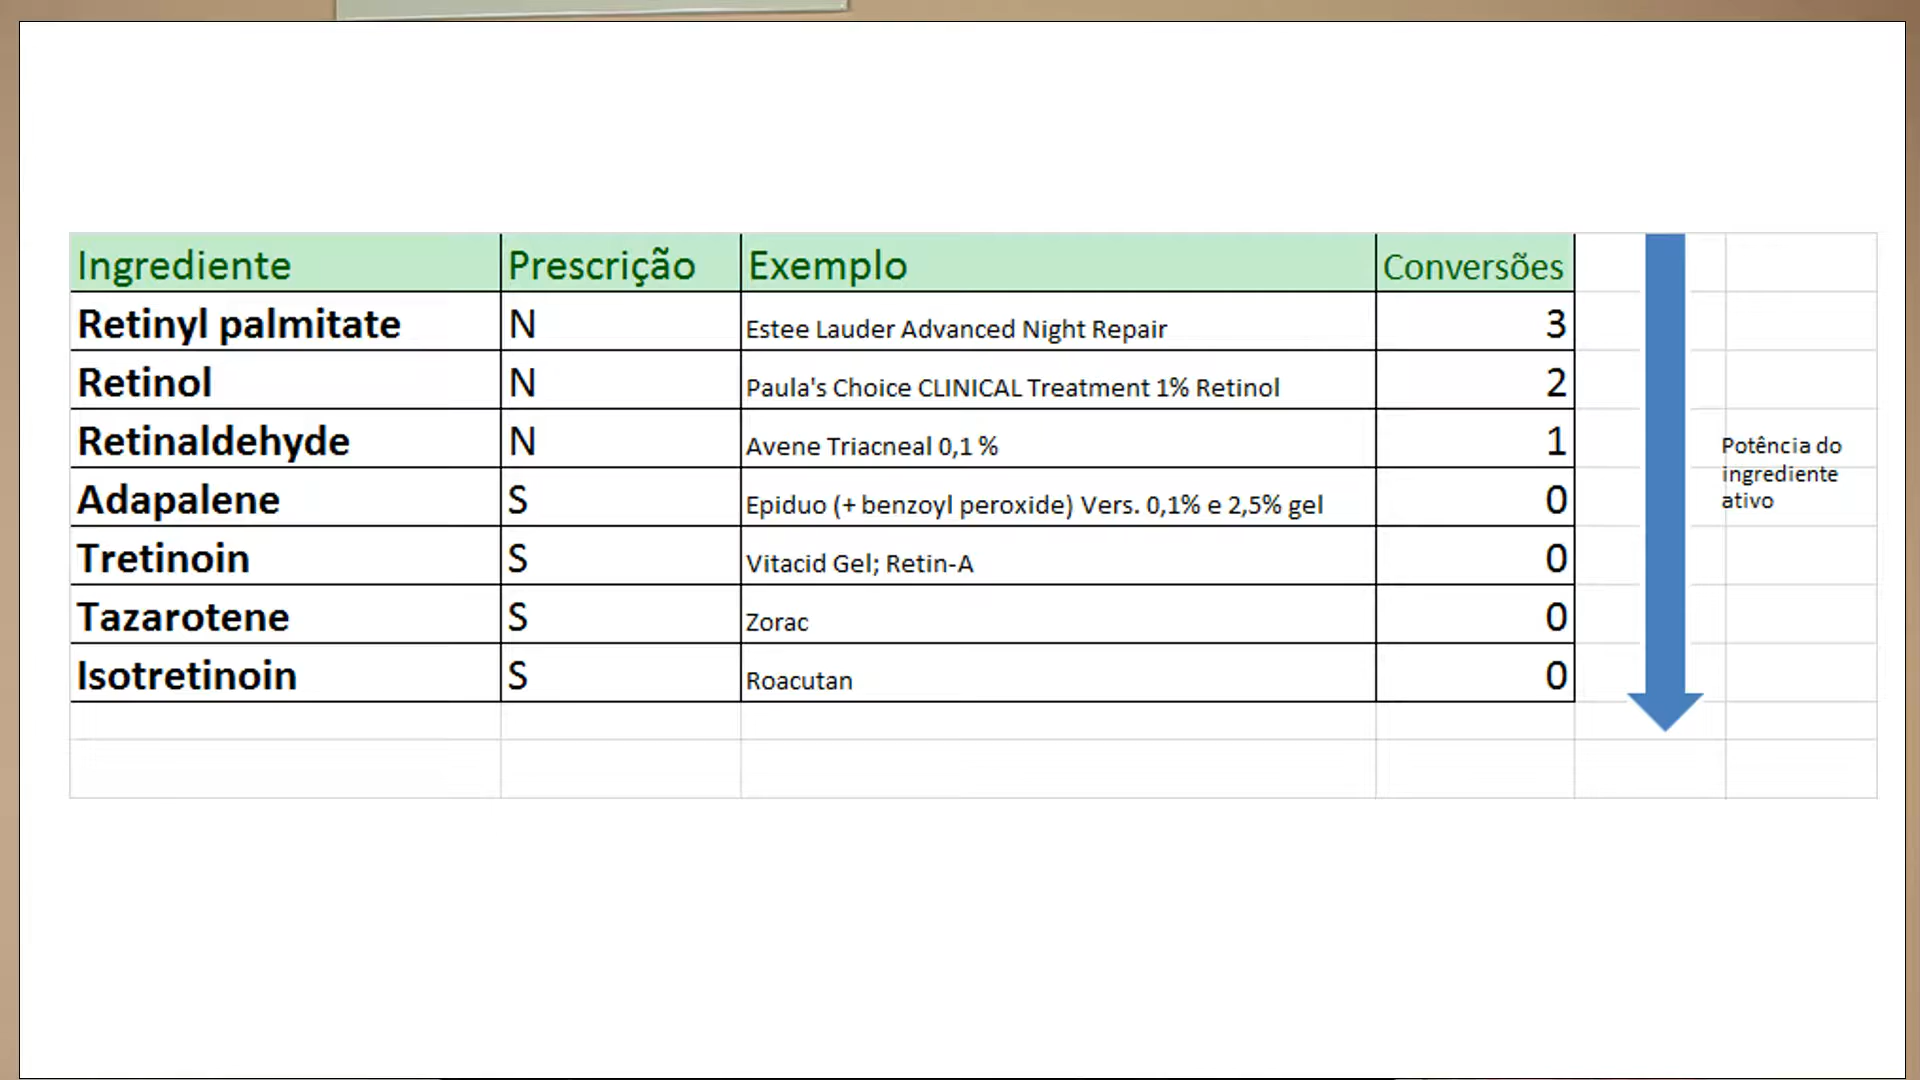 Ingrediente Prescrição Exemplo Conversões
Retinyl palmitate N Estee Lauder Advanced Night Repair 3
Retinol N Paula's Choice CLINICAL Treatment 1% Retinol 2
Retinaldehyde N Avene Triacneal 0,1 % 1
Adapalene S Epiduo (+ benzoyl peroxide) Vers. 0,1% e 2,5% gel 0
Tretinoin S Vitacid Gel; Retin-A 0
Tazarotene S Zorac 0
Isotretinoin S Roacutan 0
Potência do
ingrediente
ativo